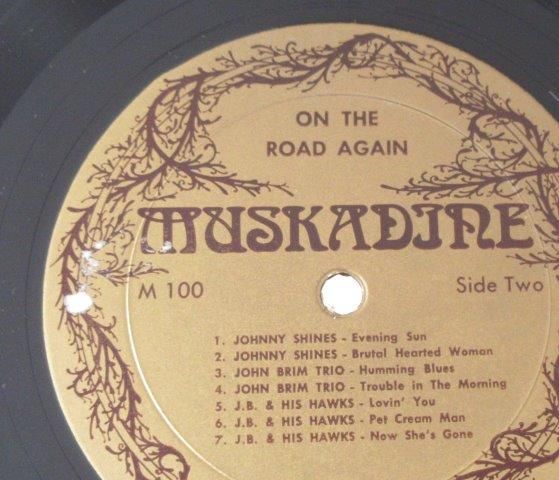 ON THE
ROAD AGAIN
MUSKADINE
M 100 Side Two
1. JOHNNY SHINES - Evening Sun
2. JOHNNY SHINES - Brutal Hearted Woman
3. JOHN BRIM TRIO - Humming Blues
4. JOHN BRIM TRIO - Trouble in The Morning
5. J.B. & HIS HAWKS - Lovin' You
6. J.B. & HIS HAWKS - Pet Cream Man
7. J.B. & HIS HAWKS - Now She's Gone